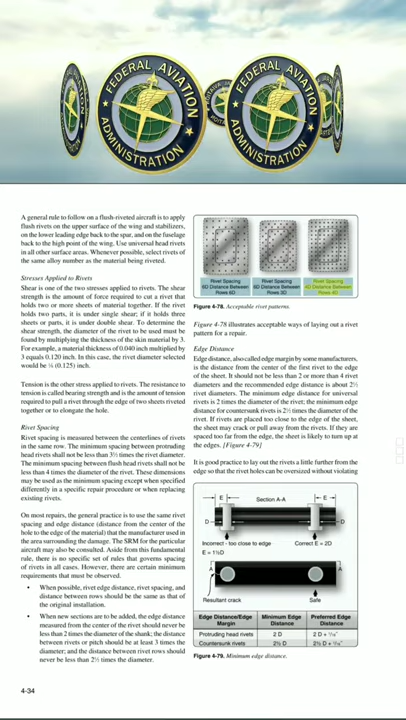 FEDERAL AVIATION
ADMINISTRATION
FEDERAL AVIATION
ADMINISTRATION
A general rule to follow on a flush-riveted aircraft is to apply
flush rivets on the upper surface of the wing and stabilizers,
on the lower leading edge back to the spar, and on the fuselage
back to the high point of the wing. Use universal head rivets
in all other surface areas. Whenever possible, select rivets of
the same alloy number as the material being riveted.
Stresses Applied to Rivets
Shear is one of the two stresses applied to rivets. The shear
strength is the amount of force required to cut a rivet that
holds two or more sheets of material together. If the rivet
holds two parts, it is under single shear; if it holds three
sheets or parts, it is under double shear. To determine the
shear strength, the diameter of the rivet to be used must be
found by multiplying the thickness of the skin material by 3.
For example, a material thickness of 0.040 inch multiplied by
3 equals 0.120 inch. In this case, the rivet diameter selected
would be ⅛ (0.125) inch.
Tension is the other stress applied to rivets. The resistance to
tension is called bearing strength and is the amount of tension
required to pull a rivet through the edge of two sheets riveted
together or to elongate the hole.
Rivet Spacing
Rivet spacing is measured between the centerlines of rivets
in the same row. The minimum spacing between protruding
head rivets shall not be less than 3½ times the rivet diameter.
The minimum spacing between flush head rivets shall not be
less than 4 times the diameter of the rivet. These dimensions
may be used as the minimum spacing except when specified
differently in a specific repair procedure or when replacing
existing rivets.
On most repairs, the general practice is to use the same rivet
spacing and edge distance (distance from the center of the
hole to the edge of the material) that the manufacturer used in
the area surrounding the damage. The SRM for the particular
aircraft may also be consulted. Aside from this fundamental
rule, there is no specific set of rules that governs spacing
of rivets in all cases. However, there are certain minimum
requirements that must be observed.
• When possible, rivet edge distance, rivet spacing, and
distance between rows should be the same as that of
the original installation.
• When new sections are to be added, the edge distance
measured from the center of the rivet should never be
less than 2 times the diameter of the shank; the distance
between rivets or pitch should be at least 3 times the
diameter; and the distance between rivet rows should
never be less than 2½ times the diameter.
4-34
Rivet Spacing
6D Distance Between
Rows 6D
Rivet Spacing
6D Distance Between
Rows 3D
Rivet Spacing
4D Distance Between
Rows 4D
Figure 4-78. Acceptable rivet patterns.
Figure 4-78 illustrates acceptable ways of laying out a rivet
pattern for a repair.
Edge Distance
Edge distance, also called edge margin by some manufacturers,
is the distance from the center of the first rivet to the edge
of the sheet. It should not be less than 2 or more than 4 rivet
diameters and the recommended edge distance is about 2½
rivet diameters. The minimum edge distance for universal
rivets is 2 times the diameter of the rivet; the minimum edge
distance for countersunk rivets is 2½ times the diameter of the
rivet. If rivets are placed too close to the edge of the sheet,
the sheet may crack or pull away from the rivets. If they are
spaced too far from the edge, the sheet is likely to turn up at
the edges. [Figure 4-79]
It is good practice to lay out the rivets a little further from the
edge so that the rivet holes can be oversized without violating
E Section A-A E
D D
Incorrect - too close to edge Correct E = 2D
E = 1½D
A A
Resultant crack Safe
Edge Distance/Edge Margin Minimum Edge Distance Preferred Edge Distance
Protruding head rivets 2 D 2 D + 1/16"
Countersunk rivets 2½ D 2½ D + 1/16"
Figure 4-79. Minimum edge distance.